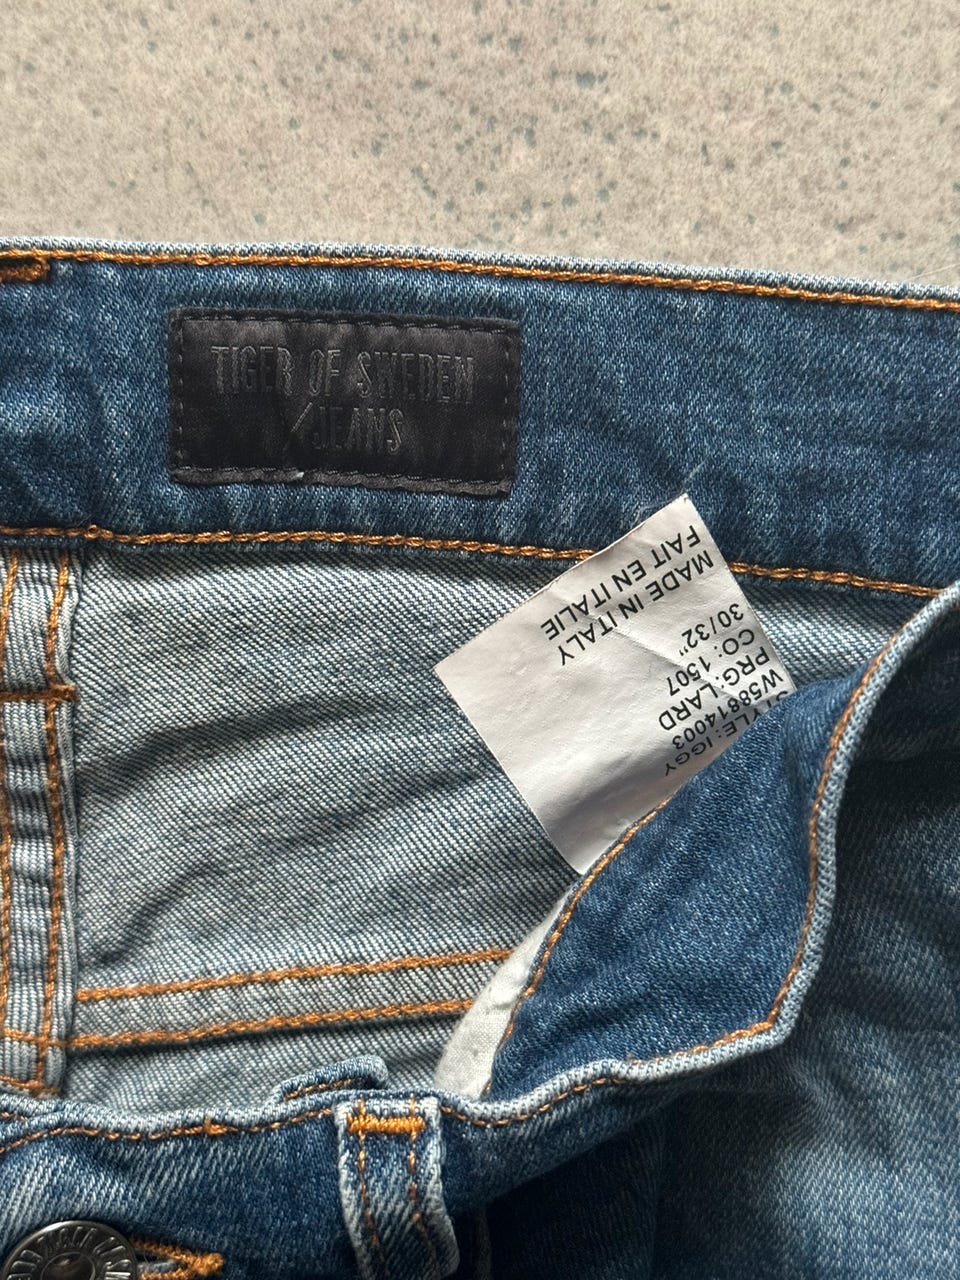 TIGER OF SWEDEN
/JEANS
STYLE: IGGY
W58814003
PRG: LARD
CO: 1507
30/32"
MADE IN ITALY
FAIT EN ITALIE